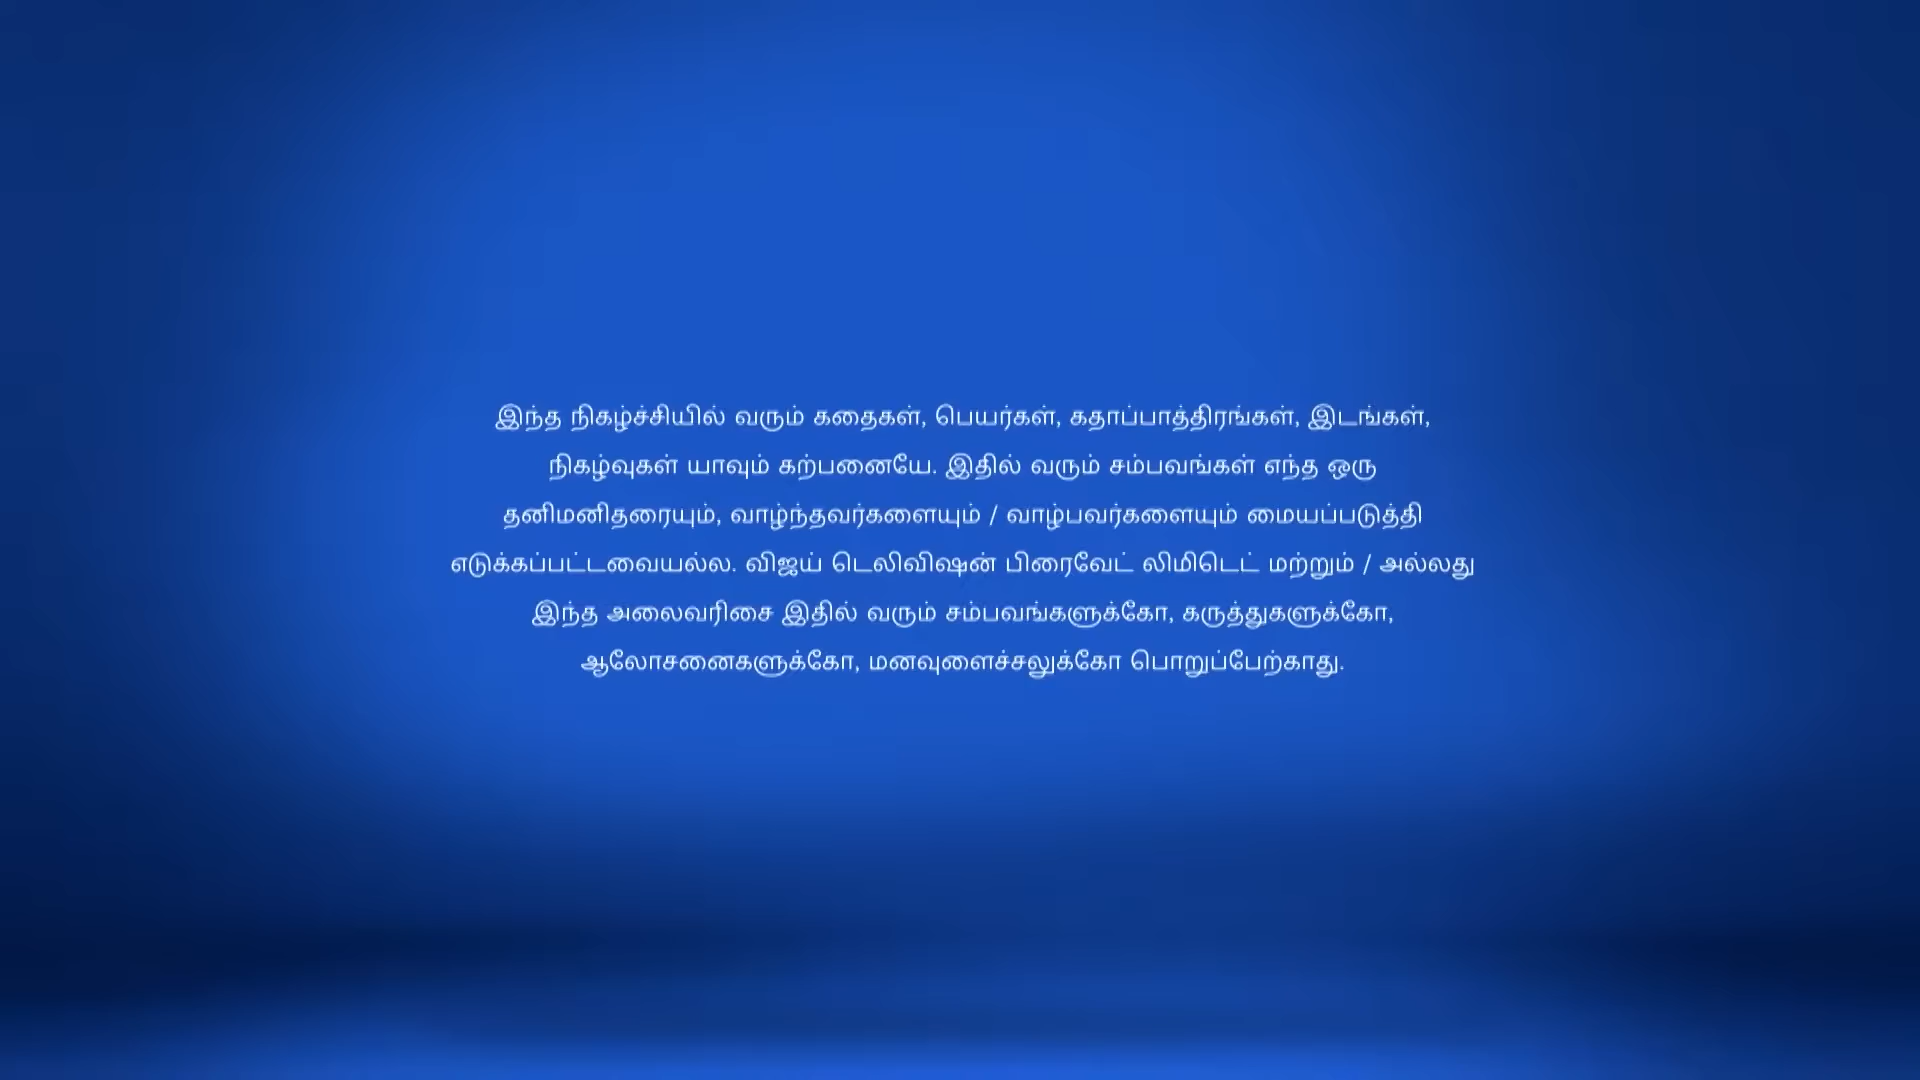 இந்த நிகழ்ச்சியில் வரும் கதைகள், பெயர்கள், கதாப்பாத்திரங்கள், இடங்கள்,
நிகழ்வுகள் யாவும் கற்பனையே. இதில் வரும் சம்பவங்கள் எந்த ஒரு
தனிமனிதரையும், வாழ்ந்தவர்களையும் / வாழ்பவர்களையும் மையப்படுத்தி
எடுக்கப்பட்டவையல்ல. விஜய் டெலிவிஷன் பிரைவேட் லிமிடெட் மற்றும் / அல்லது
இந்த அலைவரிசை இதில் வரும் சம்பவங்களுக்கோ, கருத்துகளுக்கோ,
ஆலோசனைகளுக்கோ, மனவுளைச்சலுக்கோ பொறுப்பேற்காது.